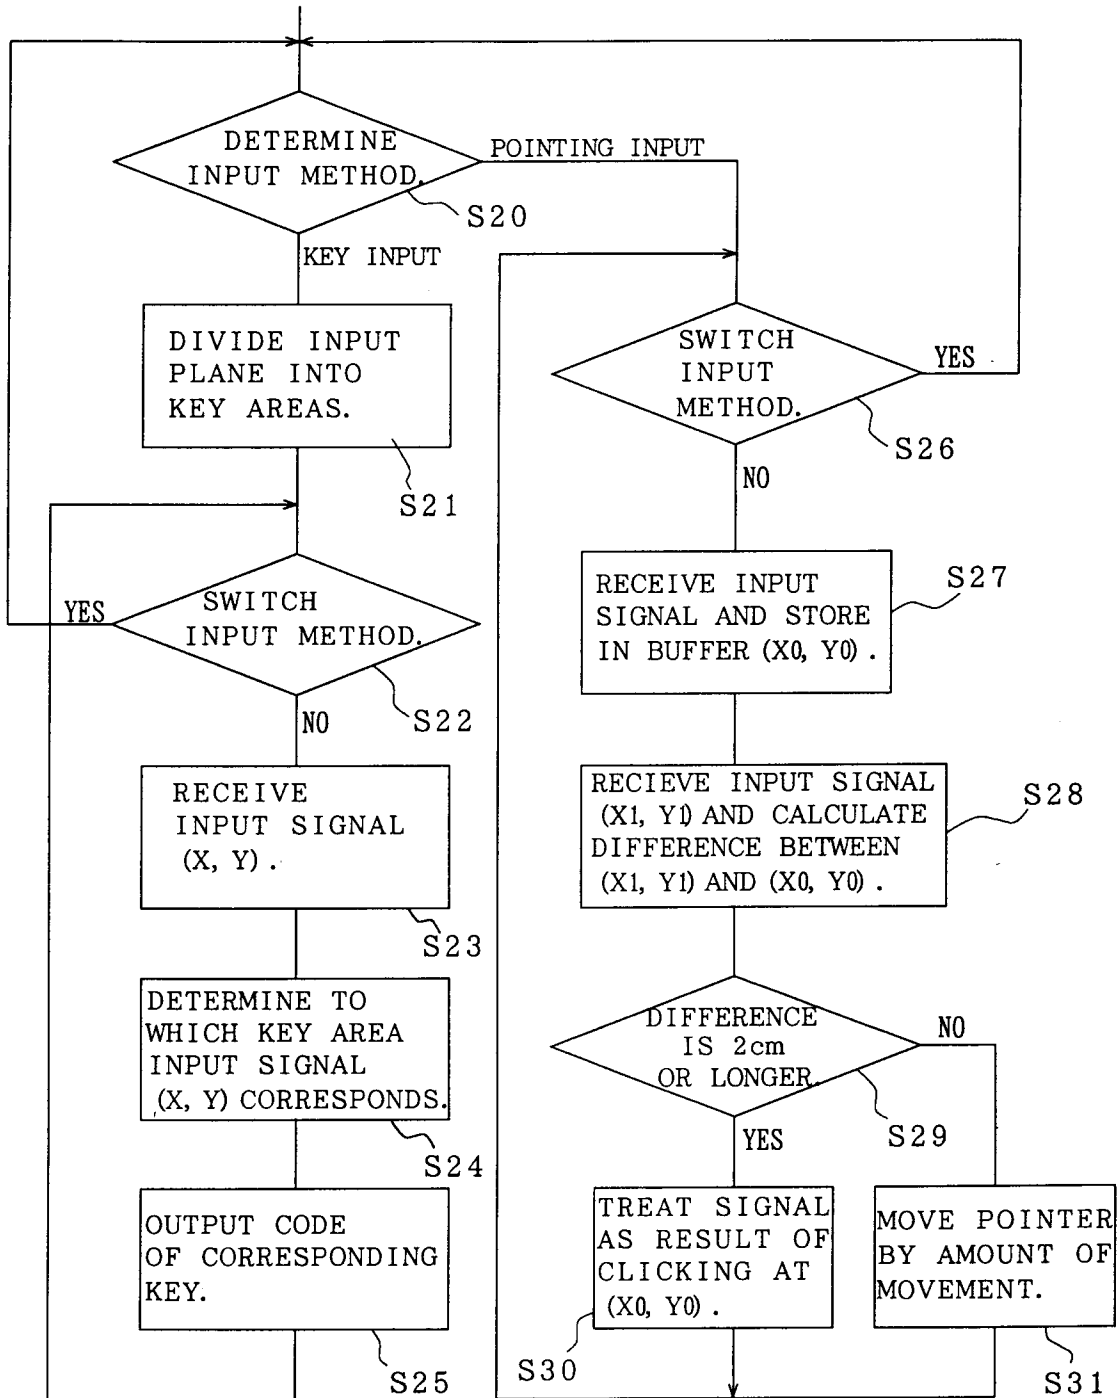 DETERMINE
INPUT METHOD.
POINTING INPUT
S20
KEY INPUT
DIVIDE INPUT
PLANE INTO
KEY AREAS.
S21
SWITCH
INPUT METHOD.
YES
S22
NO
RECEIVE
INPUT SIGNAL
(X, Y).
S23
DETERMINE TO
WHICH KEY AREA
INPUT SIGNAL
(X, Y) CORRESPONDS.
S24
OUTPUT CODE
OF CORRESPONDING
KEY.
S25
SWITCH
INPUT
METHOD.
YES
S26
NO
RECEIVE INPUT
SIGNAL AND STORE
IN BUFFER (X0, Y0).
S27
RECIEVE INPUT SIGNAL
(X1, Y1) AND CALCULATE
DIFFERENCE BETWEEN
(X1, Y1) AND (X0, Y0).
S28
DIFFERENCE
IS 2cm
OR LONGER.
NO
S29
YES
TREAT SIGNAL
AS RESULT OF
CLICKING AT
(X0, Y0).
S30
MOVE POINTER
BY AMOUNT OF
MOVEMENT.
S31